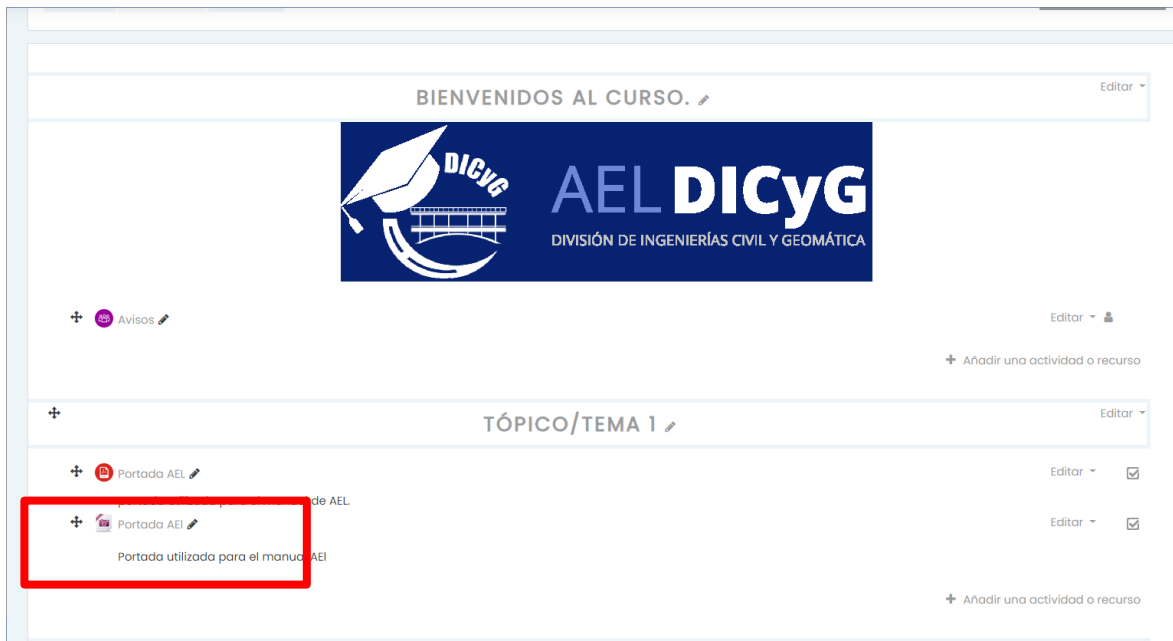 BIENVENIDOS AL CURSO.
Editar
DICyG
AEL DICyG
DIVISIÓN DE INGENIERÍAS CIVIL Y GEOMÁTICA
Avisos
Editar
Añadir una actividad o recurso
TÓPICO/TEMA 1
Editar
Portada AEL
Editar
de AEL.
Portada AEl
Editar
Portada utilizada para el manual AEl
Añadir una actividad o recurso